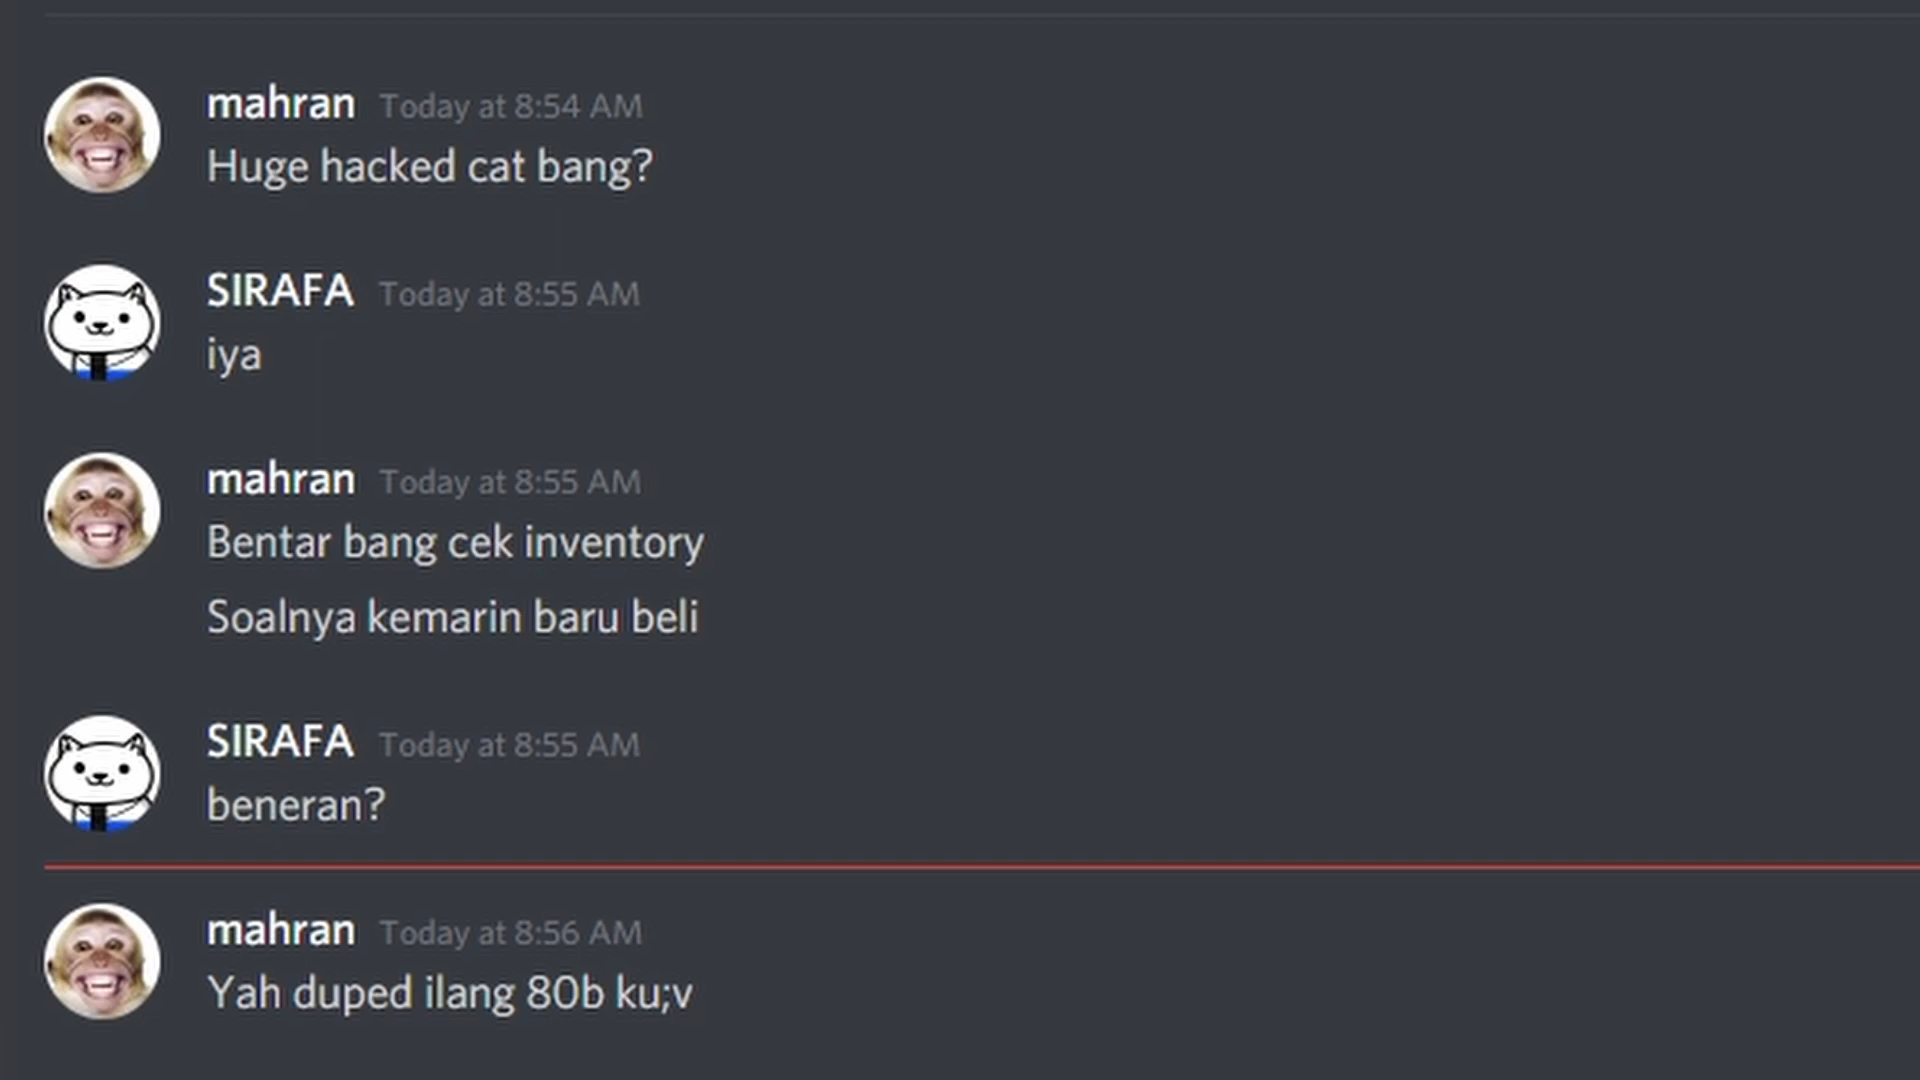 mahran Today at 8:54 AM
Huge hacked cat bang?
SIRAFA Today at 8:55 AM
iya
mahran Today at 8:55 AM
Bentar bang cek inventory
Soalnya kemarin baru beli
SIRAFA Today at 8:55 AM
beneran?
mahran Today at 8:56 AM
Yah duped ilang 80b ku;v